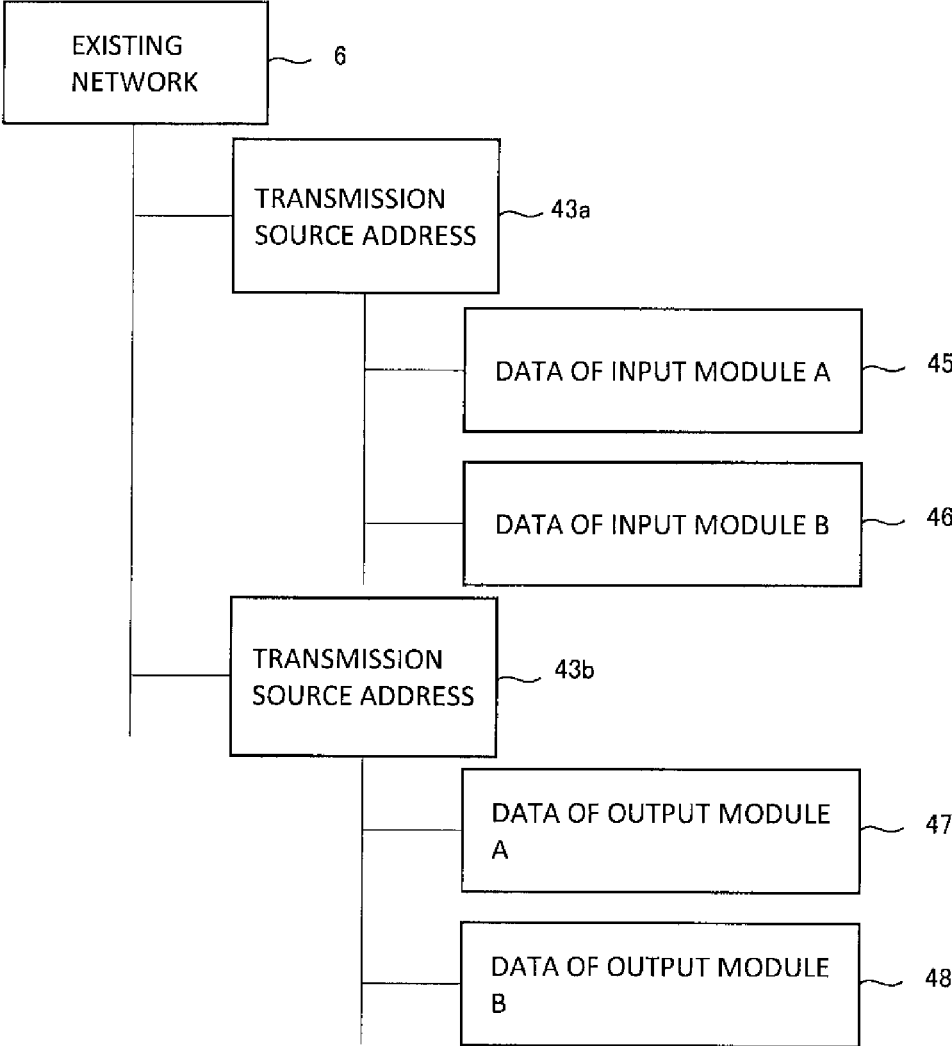 EXISTING
NETWORK
6
TRANSMISSION
SOURCE ADDRESS
43a
DATA OF INPUT MODULE A
45
DATA OF INPUT MODULE B
46
TRANSMISSION
SOURCE ADDRESS
43b
DATA OF OUTPUT MODULE
A
47
DATA OF OUTPUT MODULE
B
48